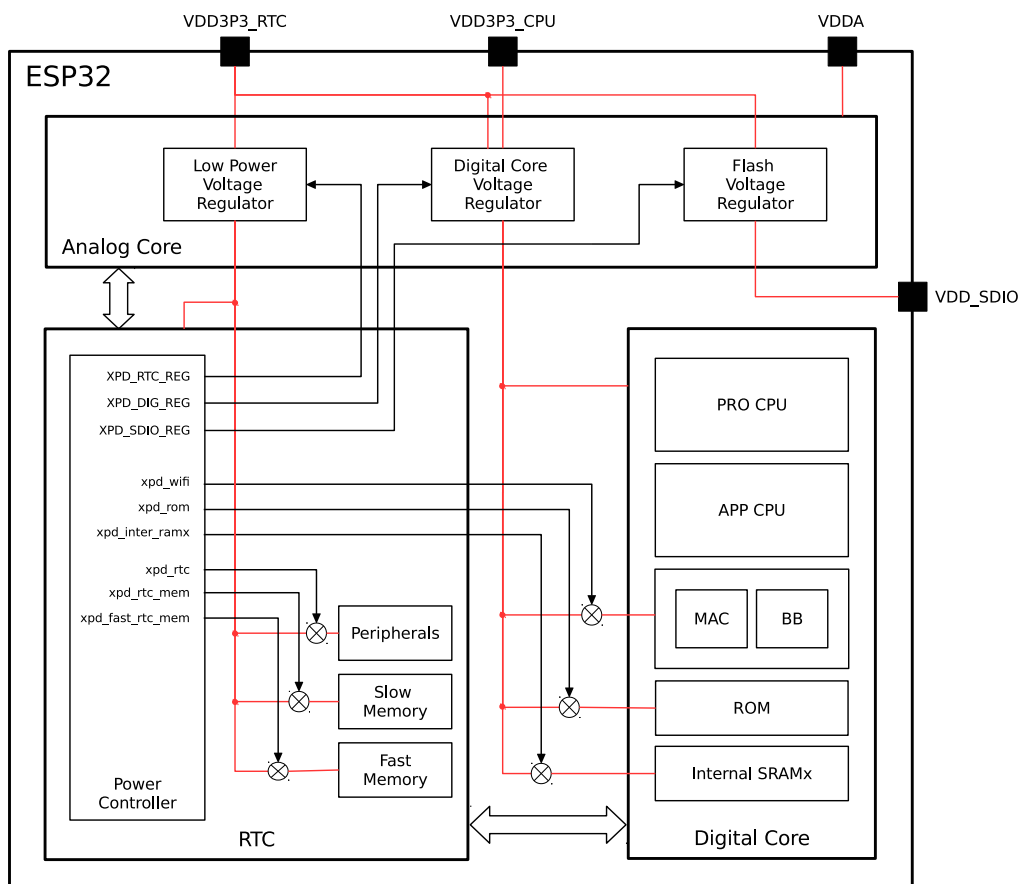 VDD3P3_RTC
VDD3P3_CPU
VDDA
ESP32
Low Power
Voltage
Regulator
Digital Core
Voltage
Regulator
Flash
Voltage
Regulator
Analog Core
VDD_SDIO
XPD_RTC_REG
XPD_DIG_REG
XPD_SDIO_REG
xpd_wifi
xpd_rom
xpd_inter_ramx
xpd_rtc
xpd_rtc_mem
xpd_fast_rtc_mem
Power
Controller
Peripherals
Slow
Memory
Fast
Memory
RTC
PRO CPU
APP CPU
MAC
BB
ROM
Internal SRAMx
Digital Core